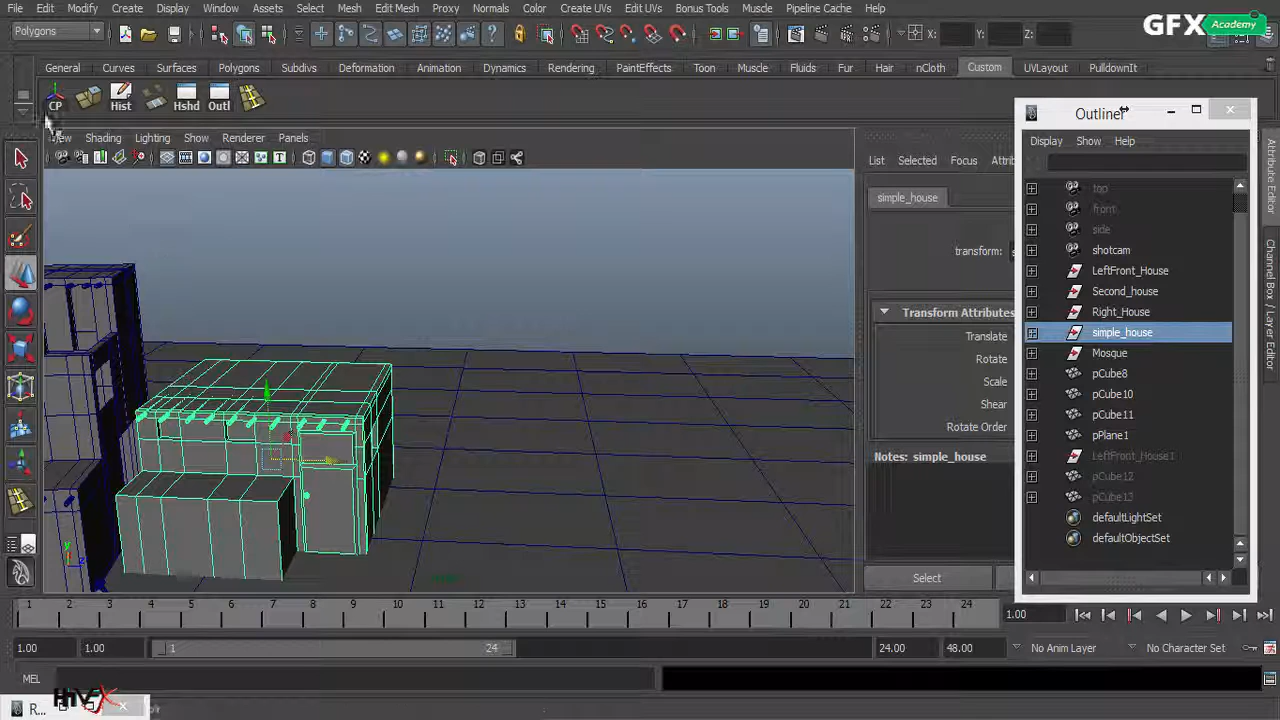 File Edit Modify Create Display Window Assets Select Mesh Edit Mesh Proxy Normals Color Create UVs Edit UVs Bonus Tools Muscle Pipeline Cache Help
GFX Academy
Polygons X: Y: Z:
General Curves Surfaces Polygons Subdivs Deformation Animation Dynamics Rendering PaintEffects Toon Muscle Fluids Fur Hair nCloth Custom UVLayout PulldownIt
CP Hist Hshd Outl
View Shading Lighting Show Renderer Panels
Outliner
Display Show Help
List Selected Focus
simple_house
transform:
Transform Attributes
Translate
Rotate
Scale
Shear
Rotate Order
Notes: simple_house
Select
top
front
side
shotcam
LeftFront_House
Second_house
Right_House
simple_house
Mosque
pCube8
pCube10
pCube11
pPlane1
LeftFront_House1
pCube12
pCube13
defaultLightSet
defaultObjectSet
Attribute Editor
Channel Box / Layer Editor
1 2 3 4 5 6 7 8 9 10 11 12 13 14 15 16 17 18 19 20 21 22 23 24 1.00
1.00 1.00 1 24 24.00 48.00 No Anim Layer No Character Set
MEL
R...